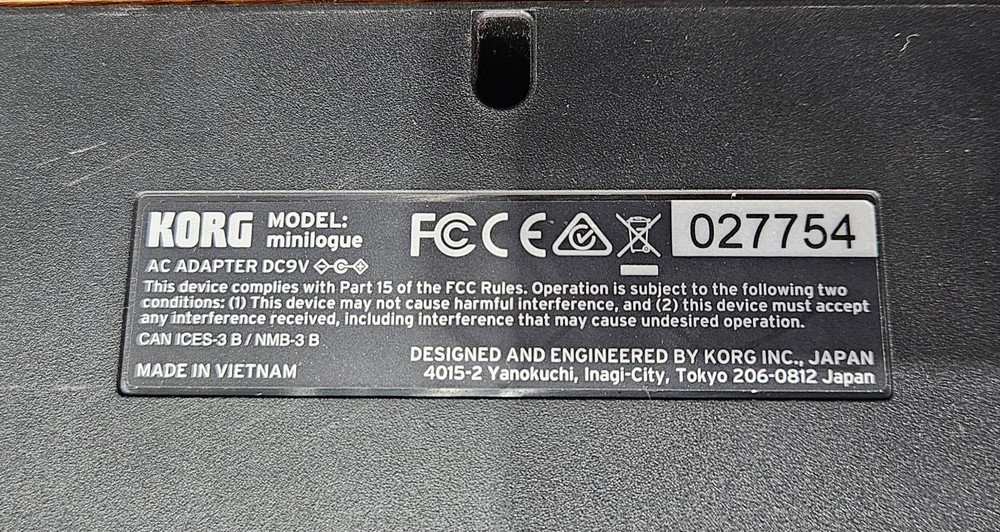 KORG MODEL:
minilogue
FC CE 027754
AC ADAPTER DC9V
This device complies with Part 15 of the FCC Rules. Operation is subject to the following two
conditions: (1) This device may not cause harmful interference, and (2) this device must accept
any interference received, including interference that may cause undesired operation.
CAN ICES-3 B / NMB-3 B
DESIGNED AND ENGINEERED BY KORG INC., JAPAN
MADE IN VIETNAM
4015-2 Yanokuchi, Inagi-City, Tokyo 206-0812 Japan